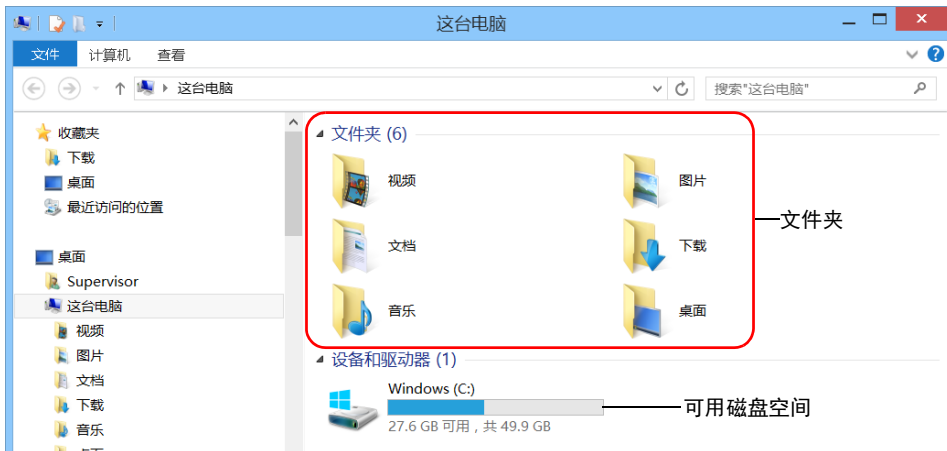 这台电脑
文件 计算机 查看
这台电脑
搜索"这台电脑"
收藏夹
下载
桌面
最近访问的位置
桌面
Supervisor
这台电脑
视频
图片
文档
下载
音乐
文件夹 (6)
视频
图片
文档
下载
音乐
桌面
文件夹
设备和驱动器 (1)
Windows (C:)
27.6 GB 可用，共 49.9 GB
可用磁盘空间